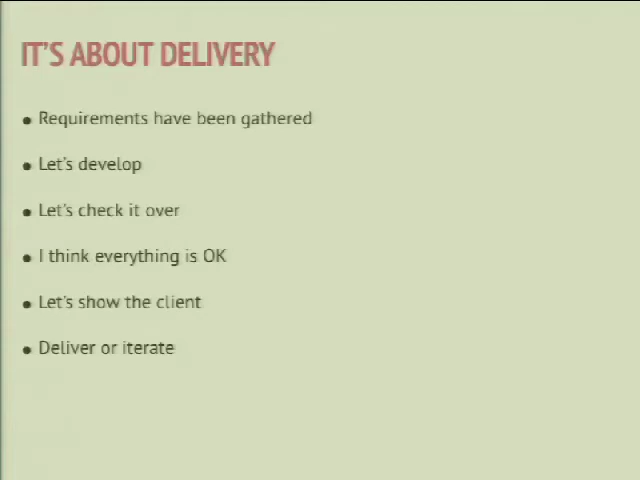 IT'S ABOUT DELIVERY
• Requirements have been gathered
• Let's develop
• Let's check it over
• I think everything is OK
• Let's show the client
• Deliver or iterate